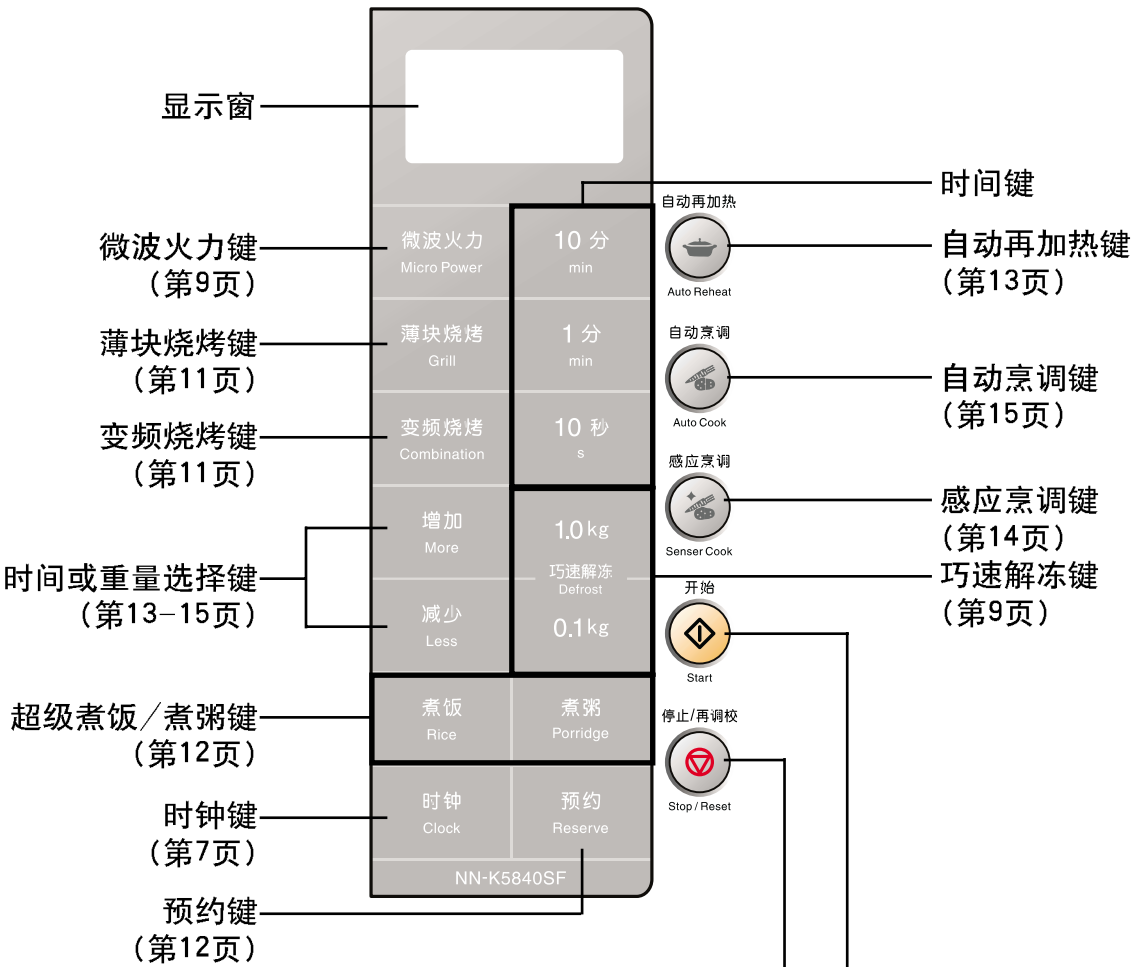 显示窗
微波火力键
（第9页）
薄块烧烤键
（第11页）
变频烧烤键
（第11页）
时间或重量选择键
（第13-15页）
超级煮饭/煮粥键
（第12页）
时钟键
（第7页）
预约键
（第12页）
微波火力
Micro Power
10 分
min
薄块烧烤
Grill
1 分
min
变频烧烤
Combination
10 秒
s
增加
More
1.0 kg
巧速解冻
Defrost
减少
Less
0.1 kg
煮饭
Rice
煮粥
Porridge
时钟
Clock
预约
Reserve
NN-K5840SF
自动再加热
Auto Reheat
自动烹调
Auto Cook
感应烹调
Senser Cook
开始
Start
停止/再调校
Stop / Reset
时间键
自动再加热键
（第13页）
自动烹调键
（第15页）
感应烹调键
（第14页）
巧速解冻键
（第9页）